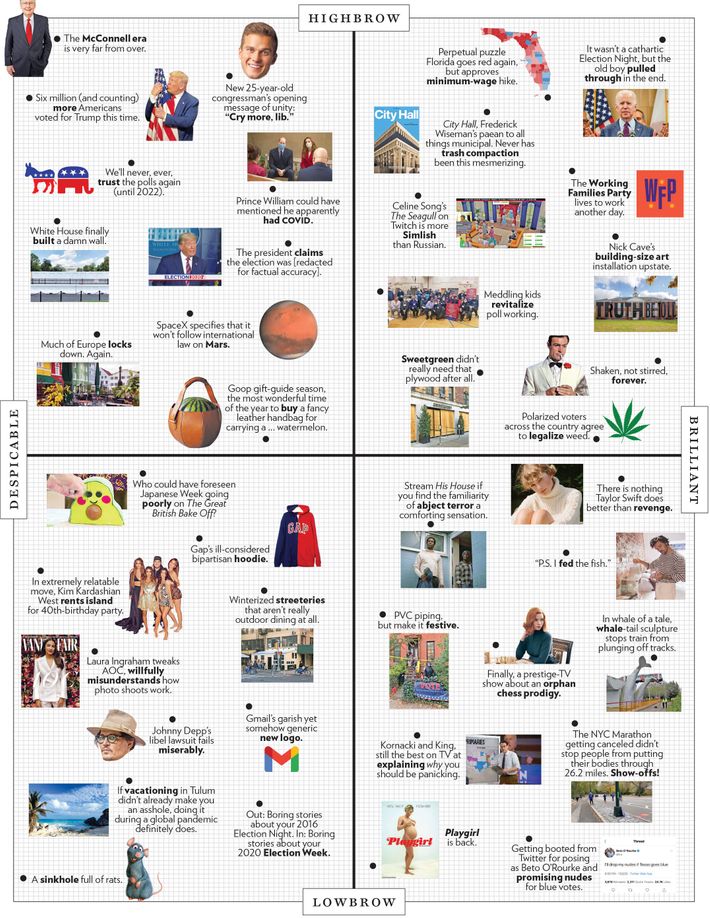 HIGHBROW
The McConnell era
is very far from over.
Six million (and counting)
more Americans
voted for Trump this time.
New 25-year-old
congressman's opening
message of unity:
"Cry more, lib."
We'll never, ever,
trust the polls again
(until 2022).
Prince William could have
mentioned he apparently
had COVID.
White House finally
built a damn wall.
The president claims
the election was [redacted
for factual accuracy].
ELECTION 2020
SpaceX specifies that it
won't follow international
law on Mars.
Much of Europe locks
down. Again.
Goop gift-guide season,
the most wonderful time
of the year to buy a fancy
leather handbag for
carrying a ... watermelon.
Perpetual puzzle
Florida goes red again,
but approves
minimum-wage hike.
It wasn't a cathartic
Election Night, but the
old boy pulled
through in the end.
City Hall
City Hall, Frederick
Wiseman's paean to all
things municipal. Never has
trash compaction
been this mesmerizing.
The Working
Families Party
lives to work
another day.
WFP
Celine Song's
The Seagull on
Twitch is more
Simlish
than Russian.
Nick Cave's
building-size art
installation upstate.
TRUTH BE TOLD
Meddling kids
revitalize
poll working.
Sweetgreen didn't
really need that
plywood after all.
Shaken, not stirred,
forever.
Polarized voters
across the country agree
to legalize weed.
DESPICABLE
BRILLIANT
Who could have foreseen
Japanese Week going
poorly on The Great
British Bake Off?
Gap's ill-considered
bipartisan hoodie.
GAP
In extremely relatable
move, Kim Kardashian
West rents island
for 40th-birthday party.
Winterized streeteries
that aren't really
outdoor dining at all.
VANITY FAIR
Laura Ingraham tweaks
AOC, willfully
misunderstands how
photo shoots work.
Johnny Depp's
libel lawsuit fails
miserably.
Gmail's garish yet
somehow generic
new logo.
If vacationing in Tulum
didn't already make you
an asshole, doing it
during a global pandemic
definitely does.
Out: Boring stories
about your 2016
Election Night. In: Boring
stories about your
2020 Election Week.
A sinkhole full of rats.
Stream His House if
you find the familiarity
of abject terror a
comforting sensation.
There is nothing
Taylor Swift does
better than revenge.
"P.S. I fed the fish."
PVC piping,
but make it festive.
Finally, a prestige-TV
show about an orphan
chess prodigy.
In whale of a tale,
whale-tail sculpture
stops train from
plunging off tracks.
Kornacki and King,
still the best on TV at
explaining why you
should be panicking.
The NYC Marathon
getting canceled didn't
stop people from putting
their bodies through
26.2 miles. Show-offs!
Playgirl
Playgirl
is back.
Getting booted from
Twitter for posing
as Beto O'Rourke and
promising nudes
for blue votes.
Thread
Beto O'Rourke
I'll drop my nudes if Texas goes blue
LOWBROW